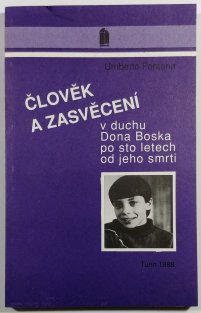 Umberto Fontana
ČLOVĚK
A ZASVĚCENÍ
v duchu
Dona Boska
po sto letech
od jeho smrti
Turín 1988